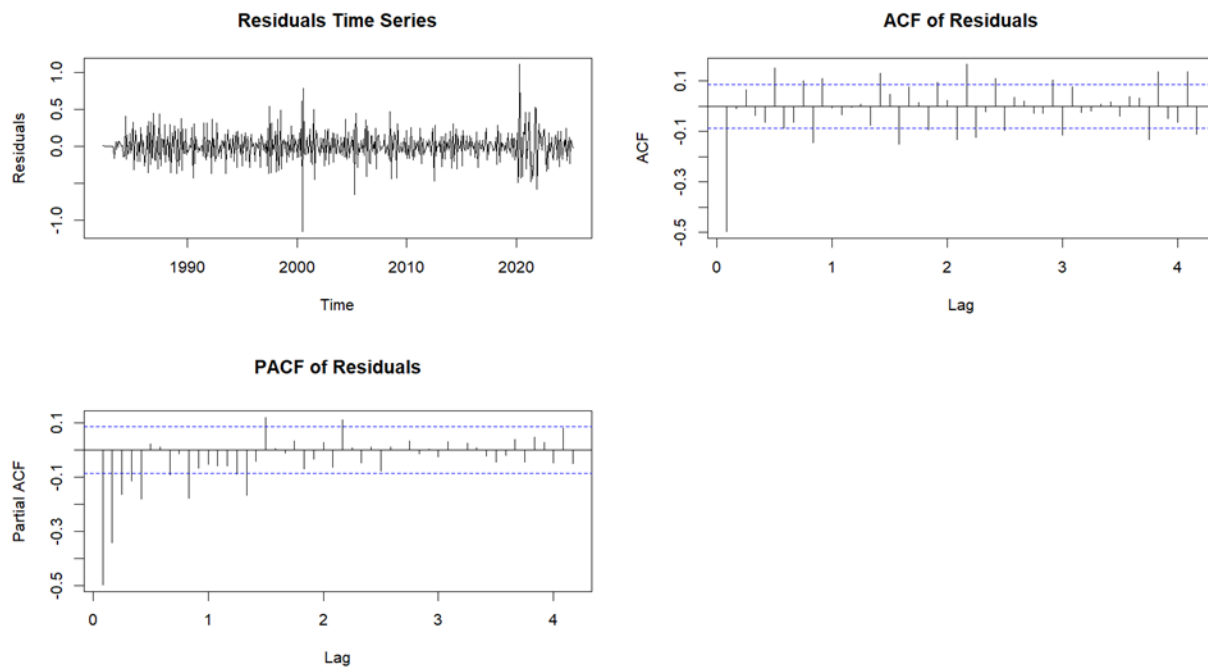 Residuals Time Series
Residuals
1.0
0.5
0.0
-1.0
1990
2000
2010
2020
Time
ACF of Residuals
ACF
0.1
-0.1
-0.3
-0.5
0
1
2
3
4
Lag
PACF of Residuals
Partial ACF
0.1
-0.1
-0.3
-0.5
0
1
2
3
4
Lag